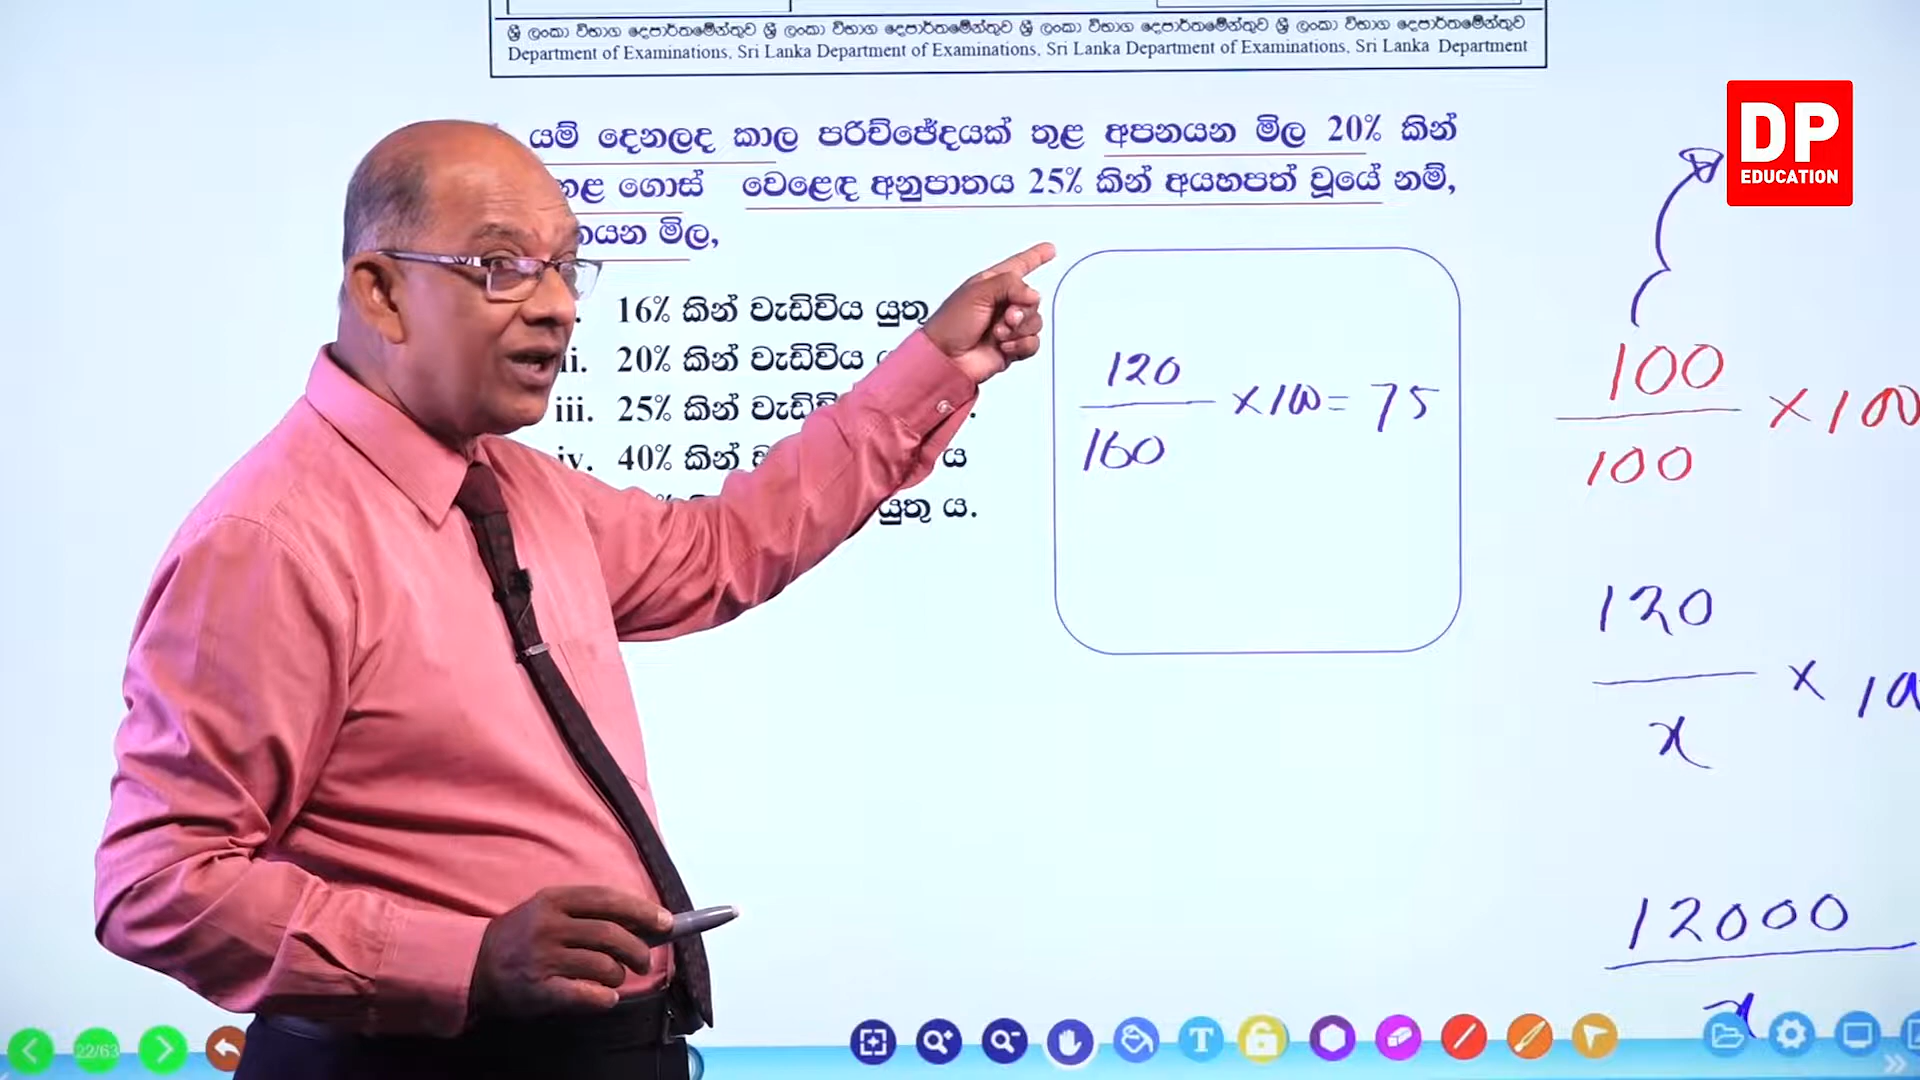 ශ්‍රී ලංකා විභාග දෙපාර්තමේන්තුව ශ්‍රී ලංකා විභාග දෙපාර්තමේන්තුව ශ්‍රී ලංකා විභාග දෙපාර්තමේන්තුව ශ්‍රී ලංකා විභාග දෙපාර්තමේන්තුව
Department of Examinations, Sri Lanka Department of Examinations, Sri Lanka Department of Examinations, Sri Lanka Department
DP
EDUCATION
යම් දෙනලද කාල පරිච්ඡේදයක් තුළ අපනයන මිල 20% කින්
ගොස් වෙළෙඳ අනුපාතය 25% කින් අයහපත් වූයේ නම්,
මිල,
16% කින් වැඩිවිය යුතු
ii. 20% කින් වැඩිවිය
iii. 25% කින්
iv. 40% කින් ය
යුතු ය.
120
160
×100= 75
100
100
×100
120
x
× 10
12000
x
22/63
T